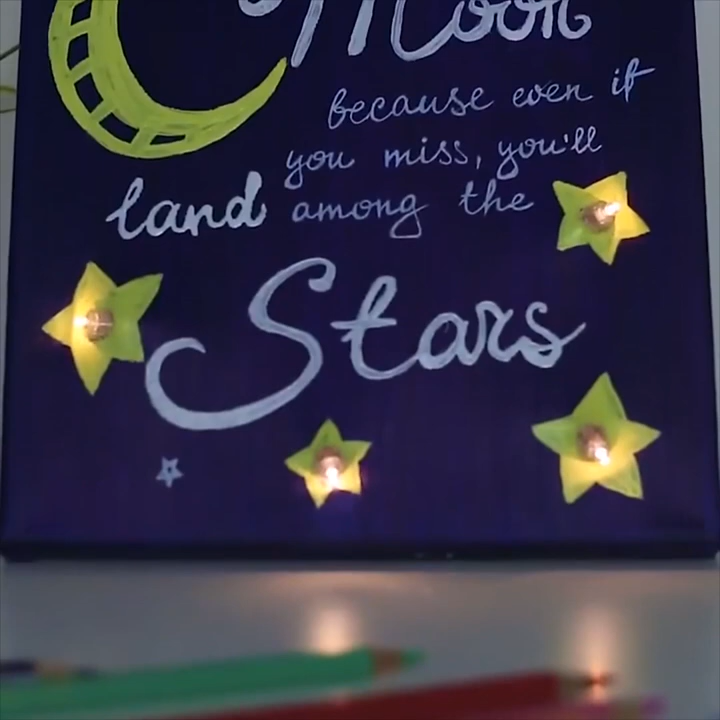 Moon
because even if
you miss, you'll
land among the
Stars